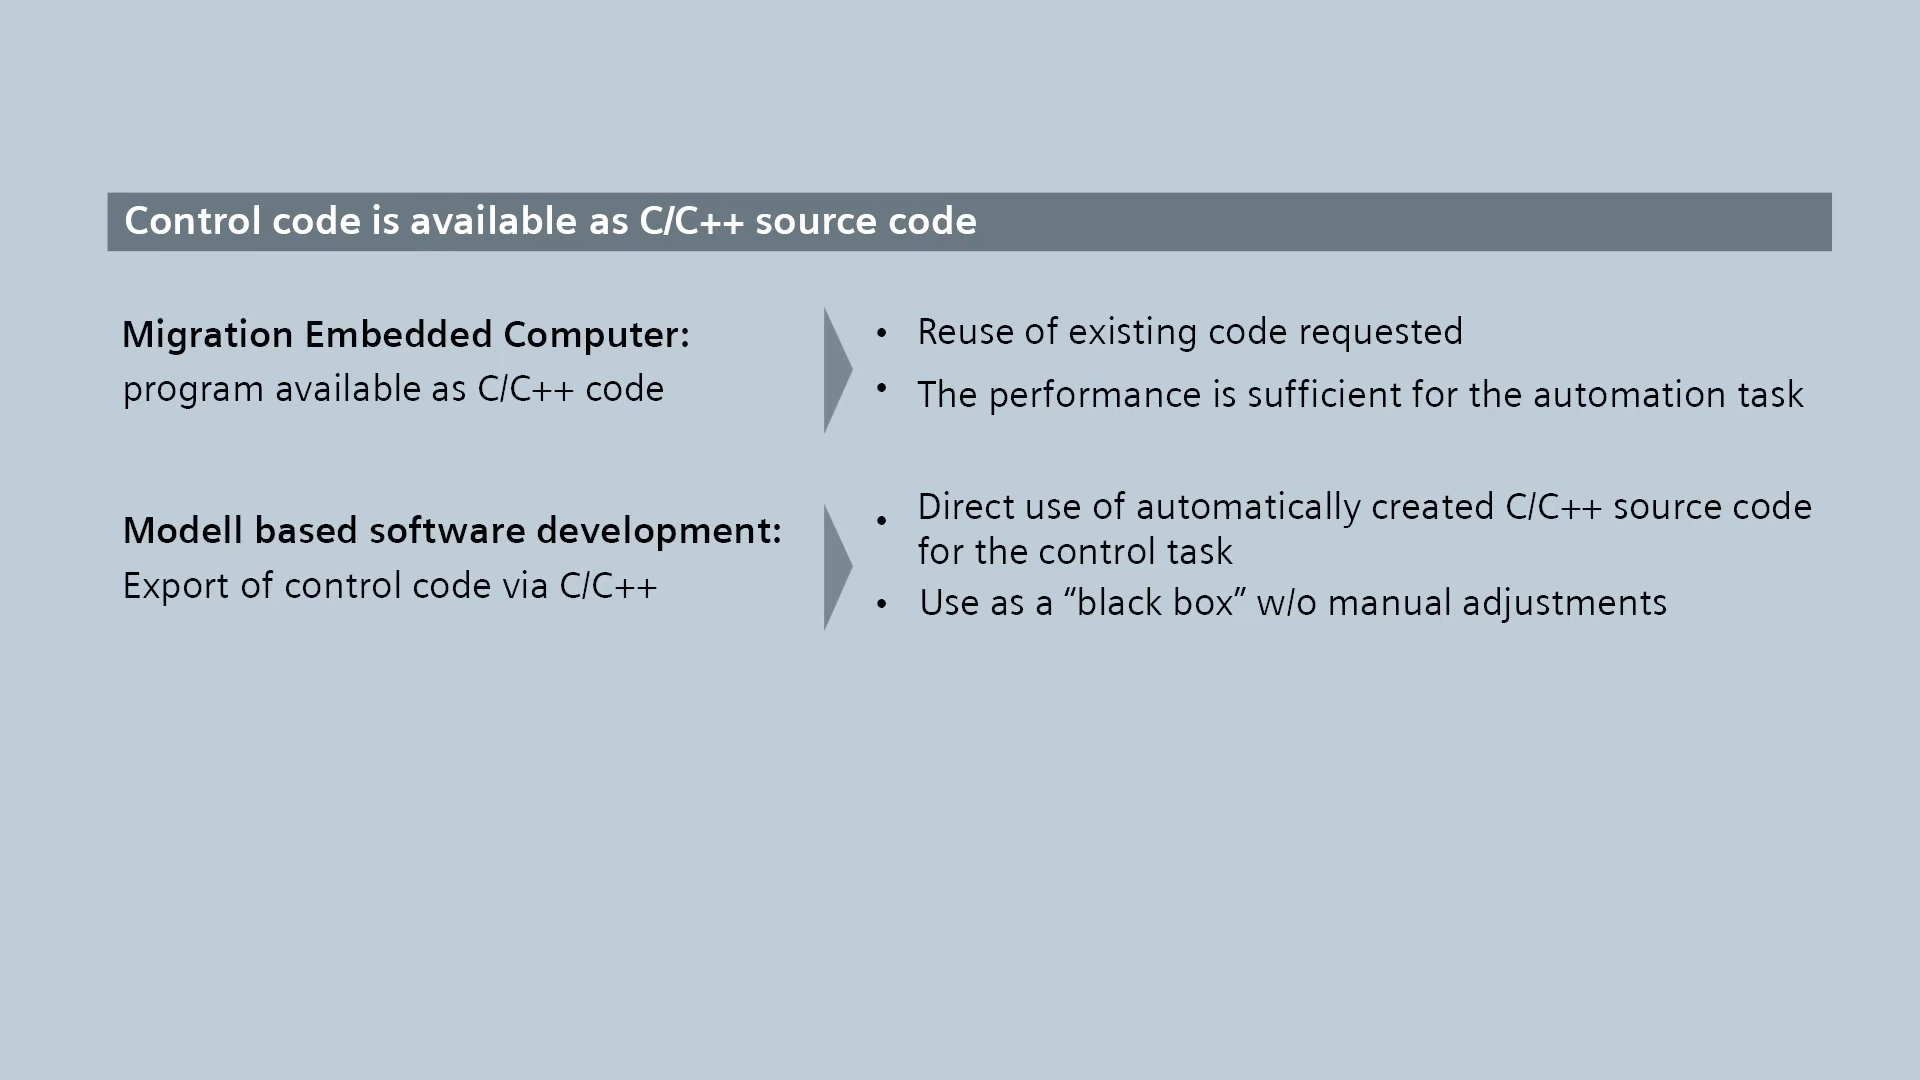 Control code is available as C/C++ source code
Migration Embedded Computer:
program available as C/C++ code
• Reuse of existing code requested
• The performance is sufficient for the automation task
Modell based software development:
Export of control code via C/C++
• Direct use of automatically created C/C++ source code
for the control task
• Use as a “black box” w/o manual adjustments